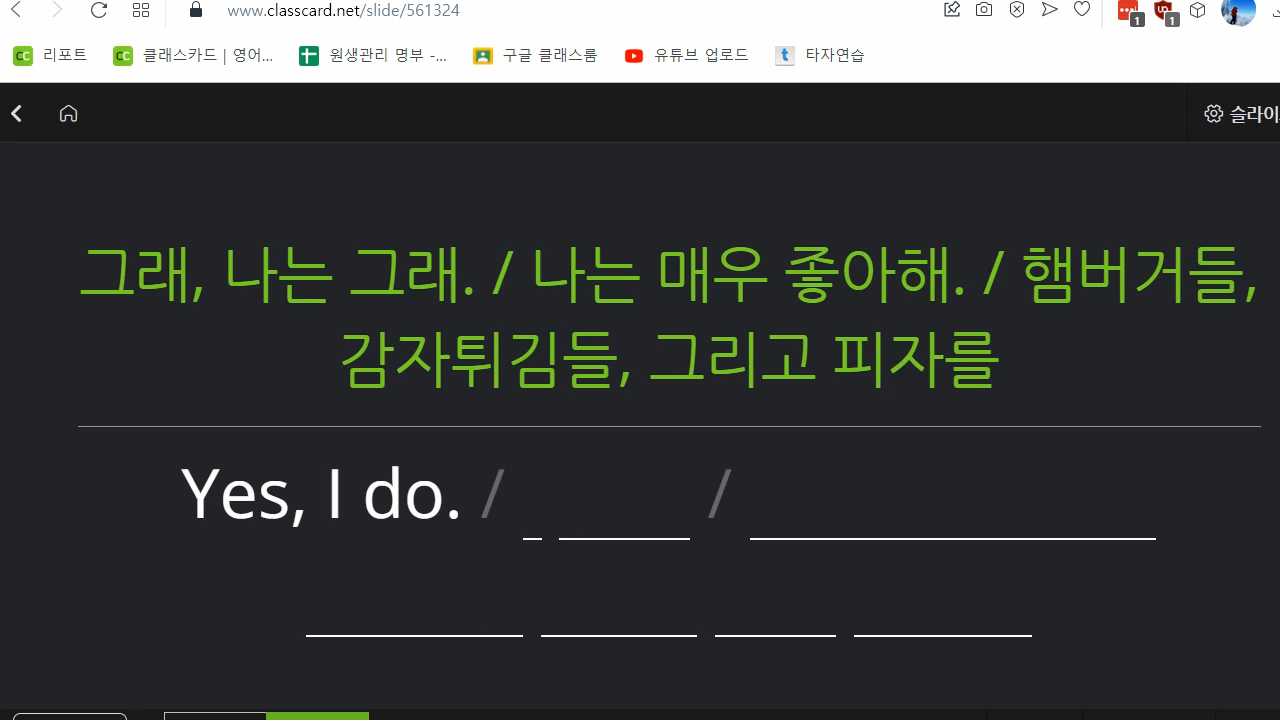 www.classcard.net/slide/561324
1 1
리포트 클래스카드 | 영어... 원생관리 명부 -... 구글 클래스룸 유튜브 업로드 타자연습
그래, 나는 그래. / 나는 매우 좋아해. / 햄버거들,
감자튀김들, 그리고 피자를
Yes, I do. / /